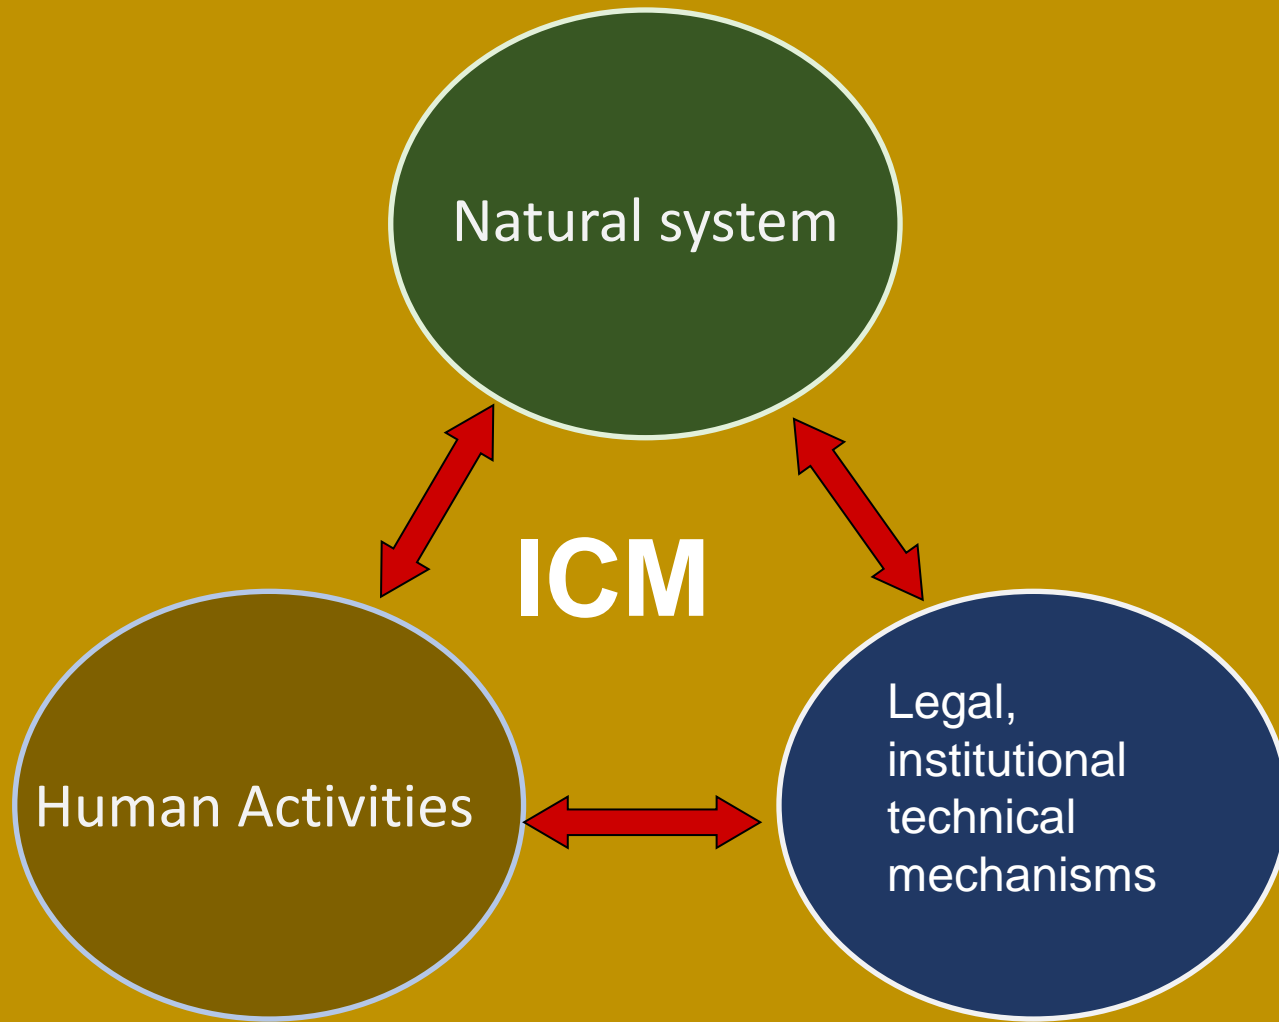 Natural system
ICM
Human Activities
Legal,
institutional
technical
mechanisms